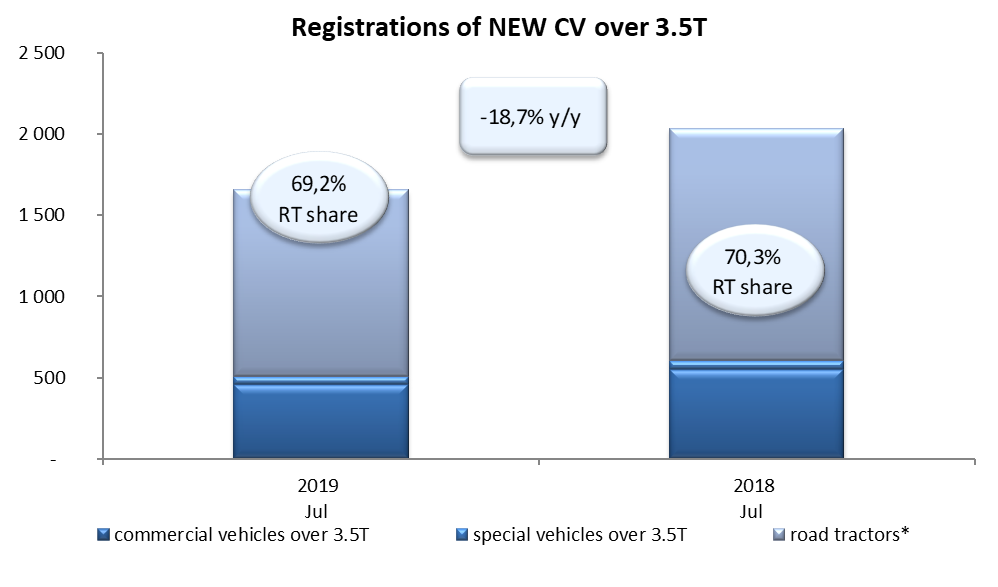 Registrations of NEW CV over 3.5T
2 500
2 000
1 500
1 000
500
-
-18,7% y/y
69,2%
RT share
70,3%
RT share
2019
Jul
2018
Jul
commercial vehicles over 3.5T
special vehicles over 3.5T
road tractors*